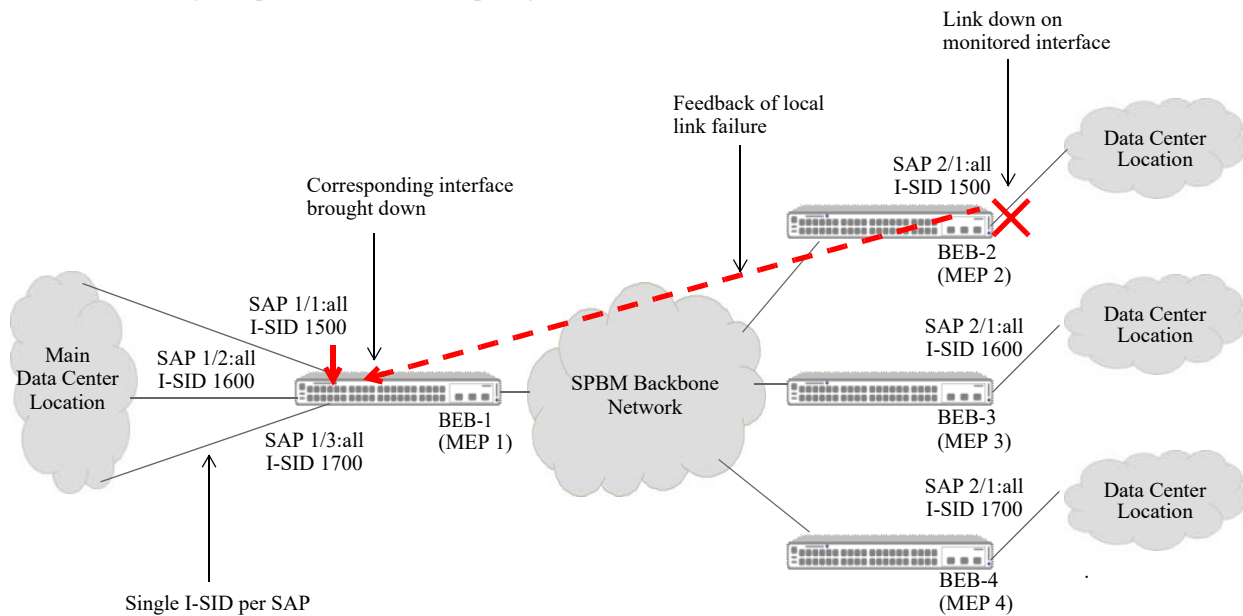 Link down on
monitored interface
Feedback of local
link failure
Data Center
Location
SAP 2/1:all
I-SID 1500
Corresponding interface
brought down
BEB-2
(MEP 2)
SAP 1/1:all
I-SID 1500
Main
Data Center
Location
SAP 1/2:all
I-SID 1600
SPBM Backbone
Network
SAP 2/1:all
I-SID 1600
Data Center
Location
BEB-1
(MEP 1)
BEB-3
(MEP 3)
SAP 1/3:all
I-SID 1700
SAP 2/1:all
I-SID 1700
Data Center
Location
BEB-4
(MEP 4)
.
Single I-SID per SAP